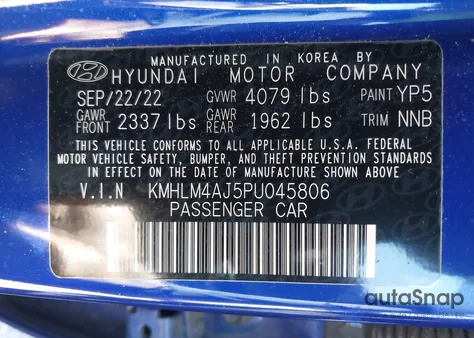 MANUFACTURED IN KOREA BY
HYUNDAI MOTOR COMPANY
SEP/22/22 GVWR 4079 lbs PAINT YP5
GAWR FRONT 2337 lbs GAWR REAR 1962 lbs TRIM NNB
THIS VEHICLE CONFORMS TO ALL APPLICABLE U.S.A. FEDERAL
MOTOR VEHICLE SAFETY, BUMPER, AND THEFT PREVENTION STANDARDS
IN EFFECT ON THE DATE OF MANUFACTURE SHOWN ABOVE
V.I.N KMHLM4AJ5PU045806
PASSENGER CAR
autoSnap